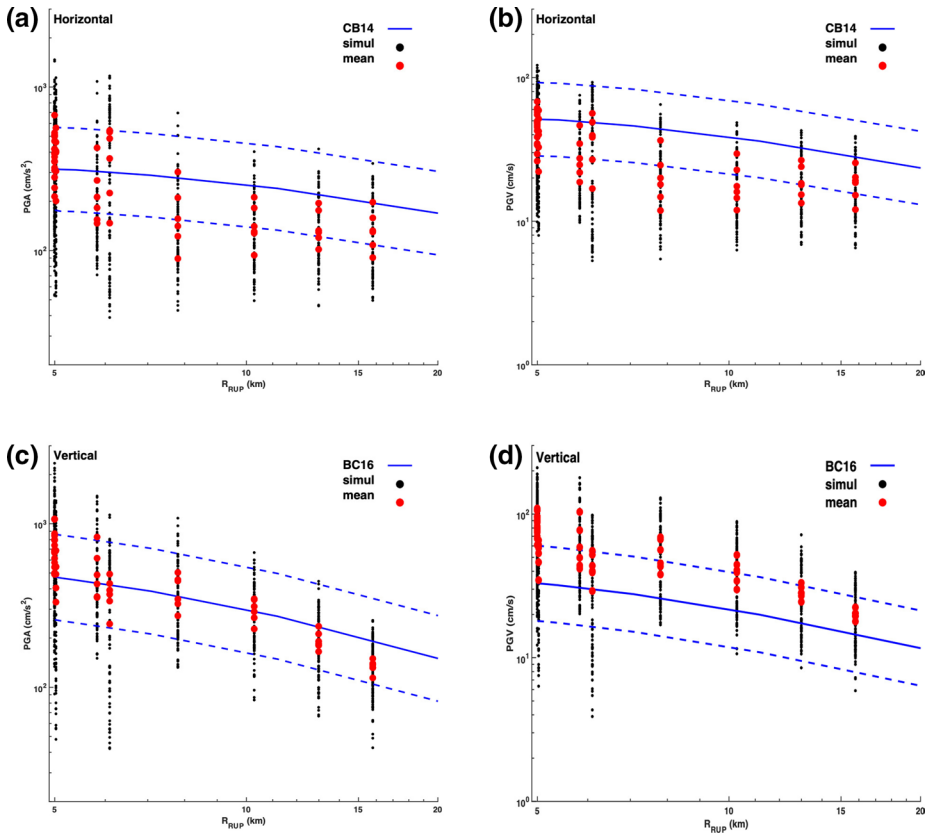 (a)
Horizontal
CB14
simul
mean
10³
10²
PGA (cm/s²)
5
10
15
20
R_RUP (km)
(b)
Horizontal
CB14
simul
mean
10²
10¹
10⁰
PGV (cm/s)
5
10
15
20
R_RUP (km)
(c)
Vertical
BC16
simul
mean
10³
10²
PGA (cm/s²)
5
10
15
20
R_RUP (km)
(d)
Vertical
BC16
simul
mean
10²
10¹
10⁰
PGV (cm/s)
5
10
15
20
R_RUP (km)